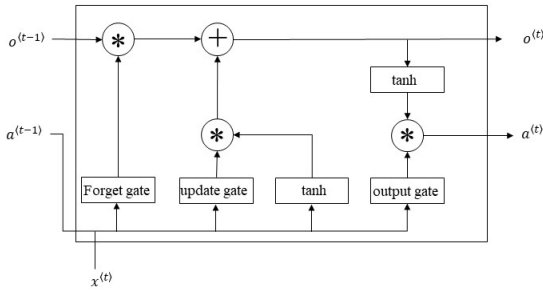 o⟨t−1⟩ * + o⟨t⟩
tanh
a⟨t−1⟩ * * a⟨t⟩
Forget gate update gate tanh output gate
x⟨t⟩